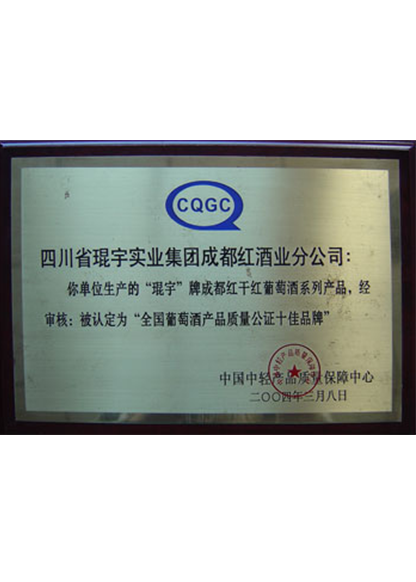 CQGC
四川省琨宇实业集团成都红酒业分公司：
你单位生产的“琨宇”牌成都红干红葡萄酒系列产品，经
审核：被认定为“全国葡萄酒产品质量公证十佳品牌”
中国中轻产品质量保障中心
二〇〇四年三月八日